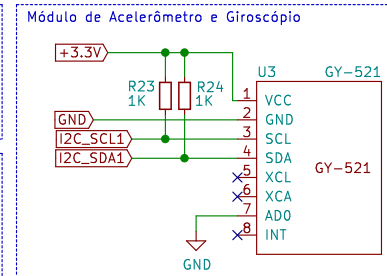 Módulo de Acelerômetro e Giroscópio
+3.3V
R23
1K
R24
1K
U3
GY-521
1
VCC
GND
2
GND
I2C_SCL1
3
SCL
I2C_SDA1
4
SDA
GY-521
5
XCL
6
XCA
7
AD0
8
INT
GND